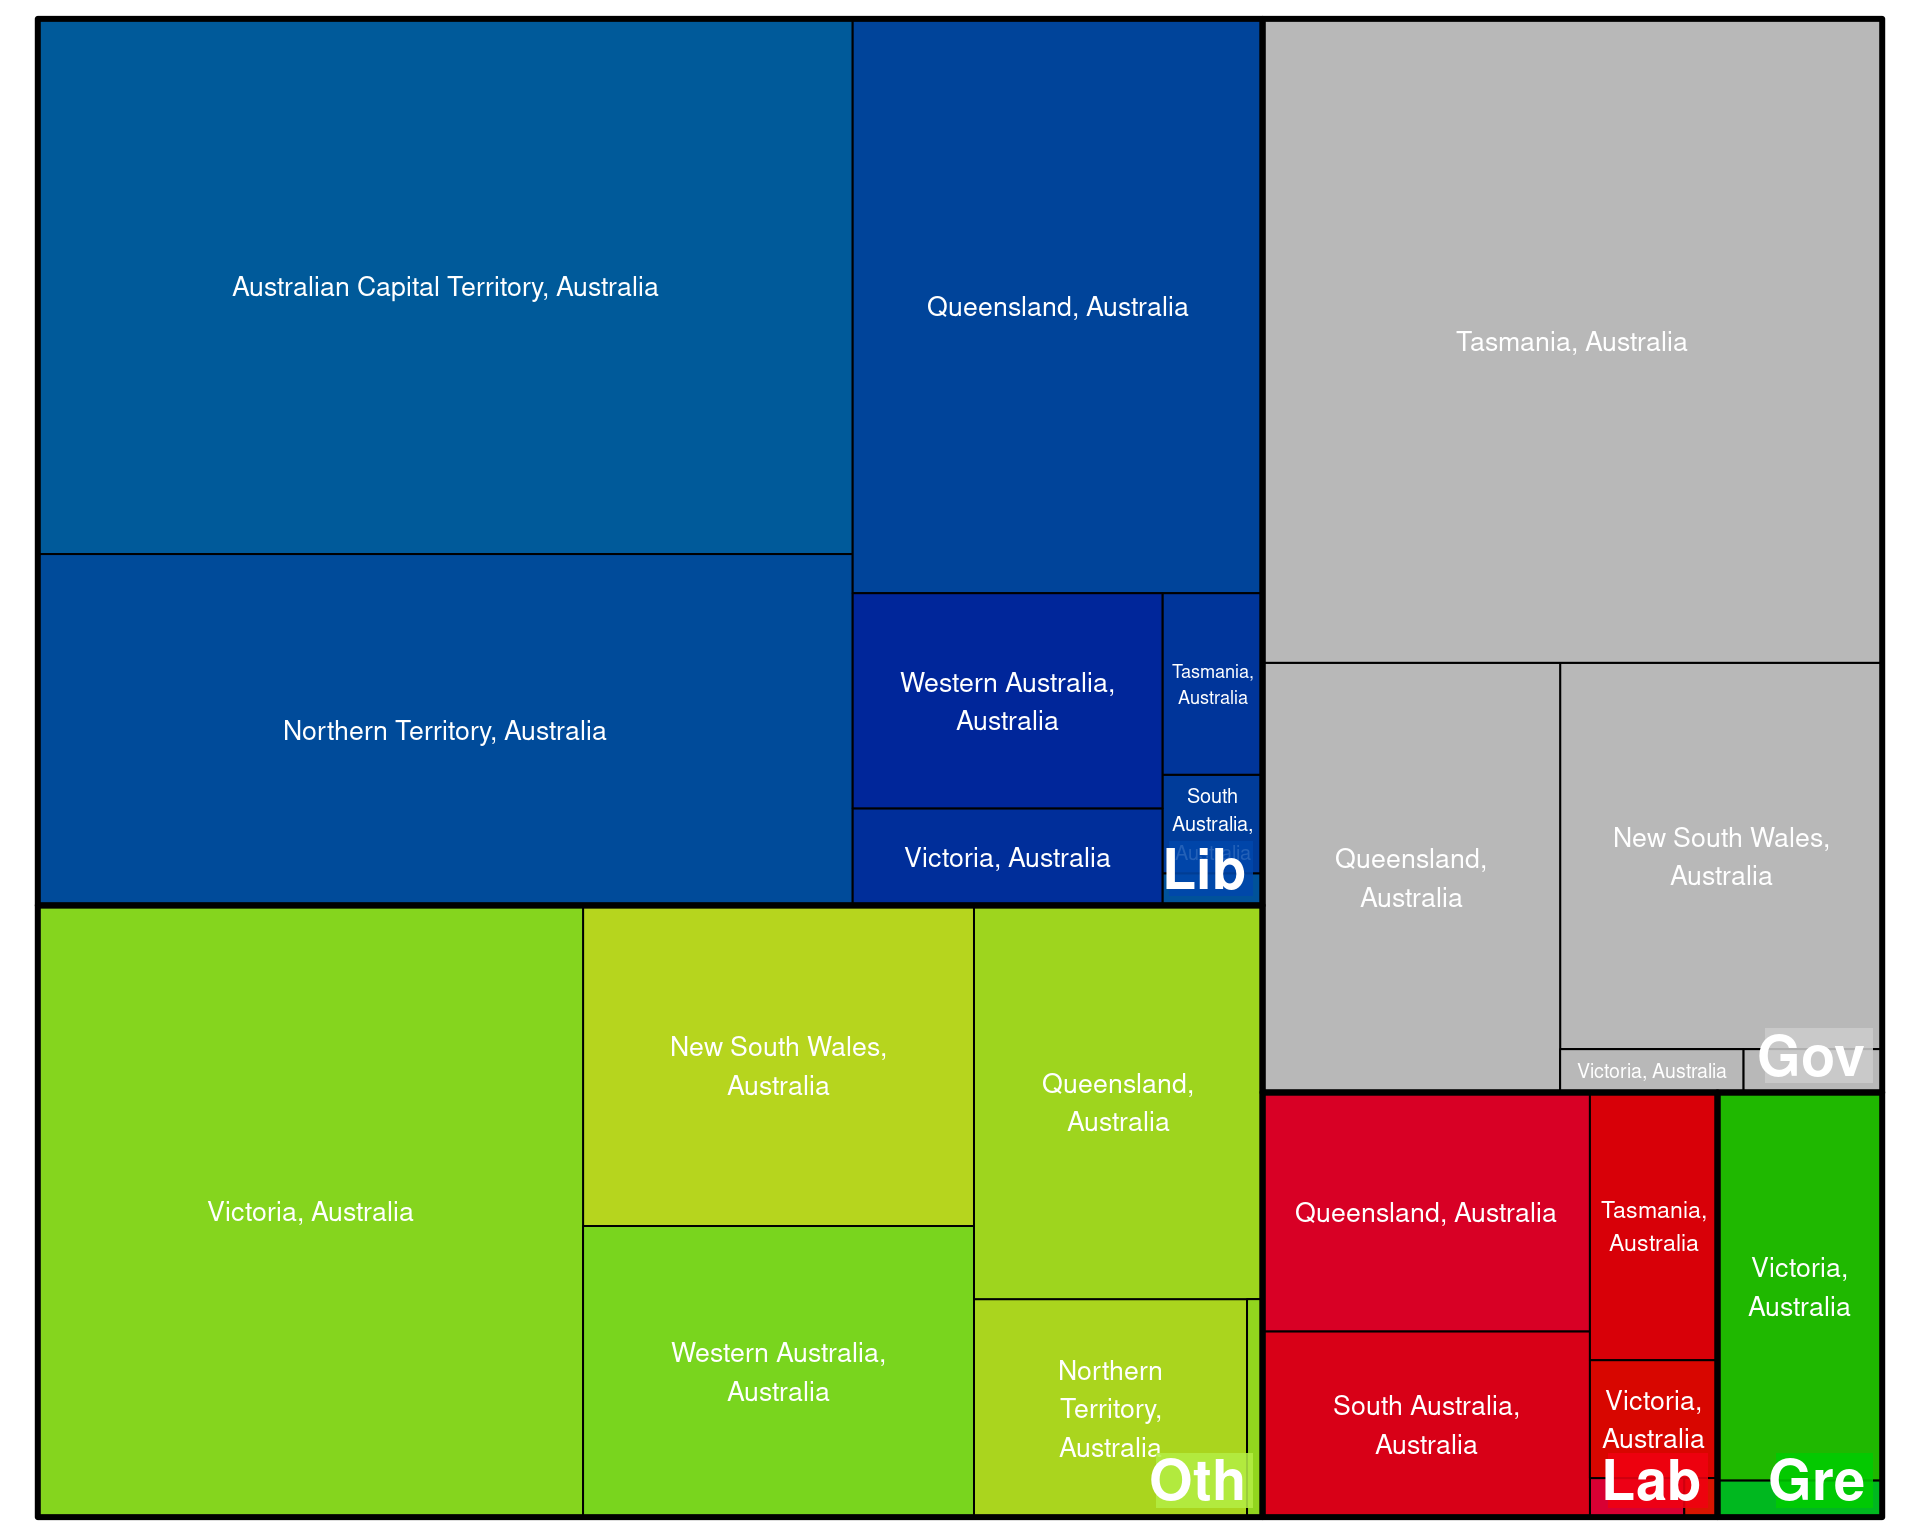 Australian Capital Territory, Australia
Queensland, Australia
Tasmania, Australia
Northern Territory, Australia
Western Australia,
Australia
Tasmania,
Australia
South
Australia,
Australia
Victoria, Australia
Lib
Queensland,
Australia
New South Wales,
Australia
Victoria, Australia
Gov
Victoria, Australia
New South Wales,
Australia
Queensland,
Australia
Western Australia,
Australia
Northern
Territory,
Australia
Oth
Queensland, Australia
Tasmania,
Australia
South Australia,
Australia
Victoria,
Australia
Lab
Victoria,
Australia
Gre